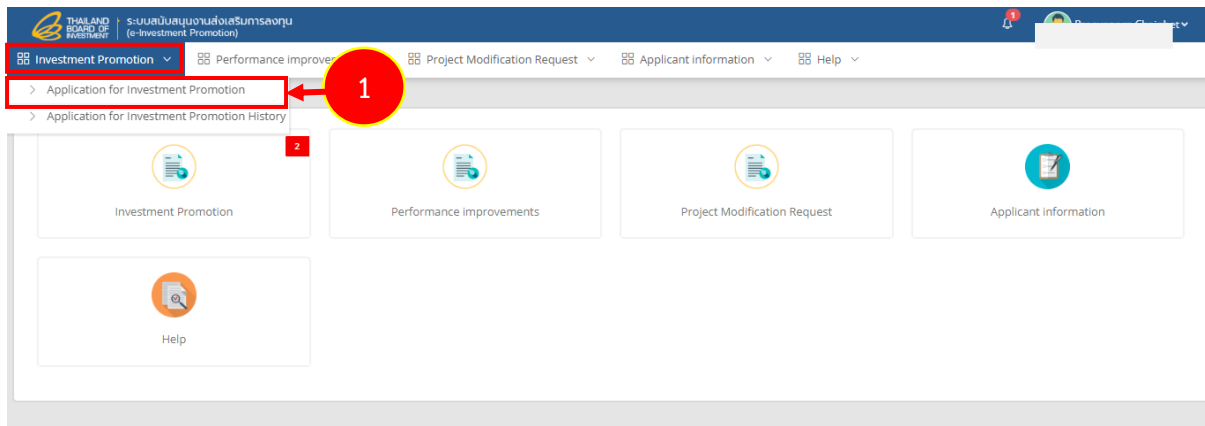 THAILAND
BOARD OF
INVESTMENT
ระบบสนับสนุนงานส่งเสริมการลงทุน
(e-Investment Promotion)
1
Investment Promotion
Performance
Project Modification Request
Applicant information
Help
Application for Investment Promotion
1
Application for Investment Promotion History
2
Investment Promotion
Performance improvements
Project Modification Request
Applicant information
Help